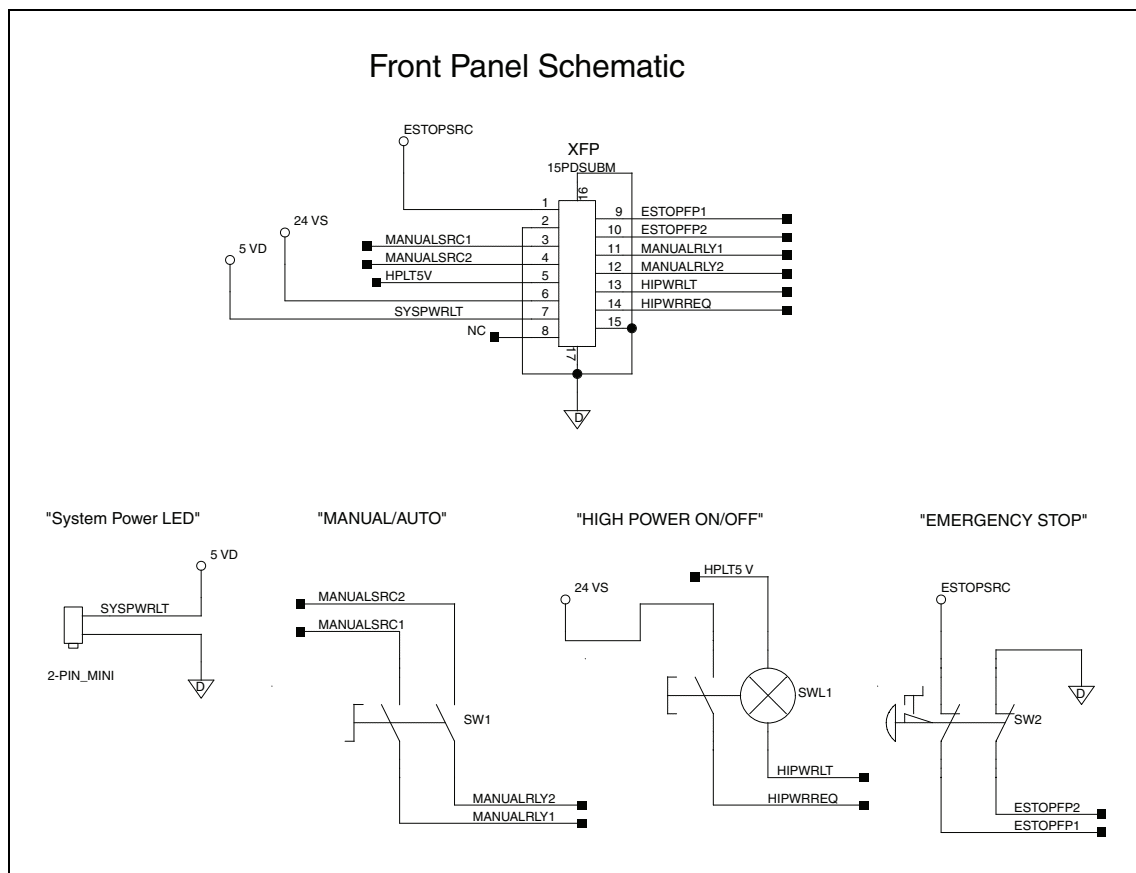 Front Panel Schematic
ESTOPSRC
XFP
15PDSUBM
16
24 VS
5 VD
1
2
3
4
5
6
7
8
MANUALSRC1
MANUALSRC2
HPLT5V
SYSPWRLT
NC
9 ESTOPFP1
10 ESTOPFP2
11 MANUALRLY1
12 MANUALRLY2
13 HIPWRLT
14 HIPWRREQ
15
17
D
"System Power LED"
5 VD
SYSPWRLT
2-PIN_MINI
D
"MANUAL/AUTO"
MANUALSRC2
MANUALSRC1
SW1
MANUALRLY2
MANUALRLY1
"HIGH POWER ON/OFF"
HPLT5 V
24 VS
SWL1
HIPWRLT
HIPWRREQ
"EMERGENCY STOP"
ESTOPSRC
D
SW2
ESTOPFP2
ESTOPFP1